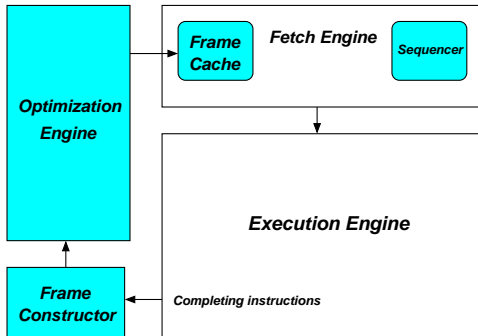 Frame
Cache
Fetch Engine
Sequencer
Optimization
Engine
Execution Engine
Frame
Constructor
Completing instructions